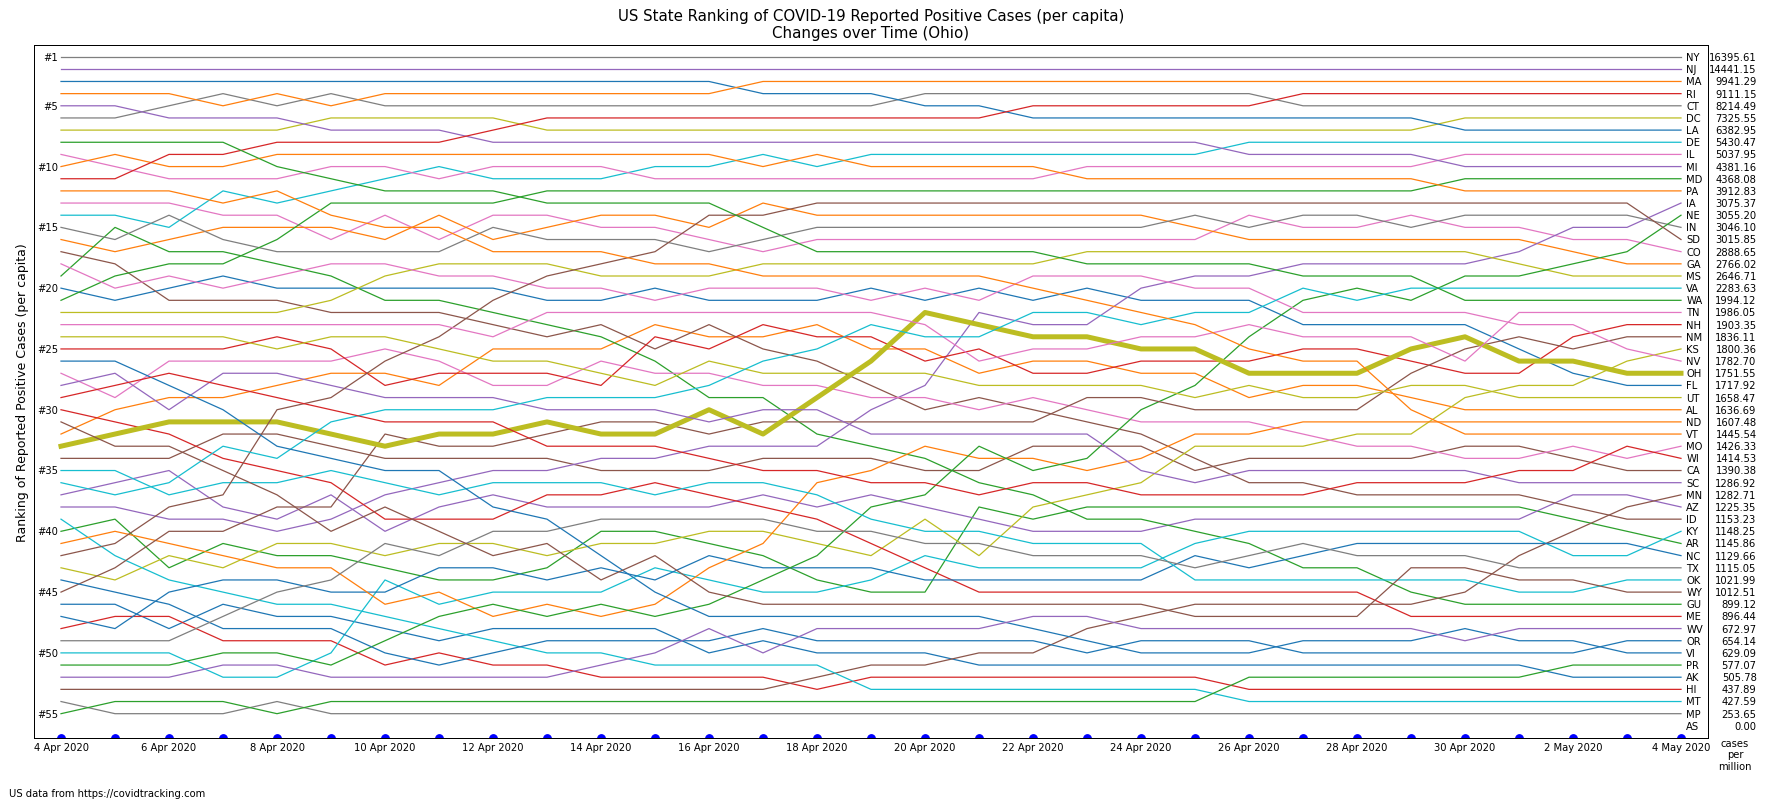 US State Ranking of COVID-19 Reported Positive Cases (per capita)
Changes over Time (Ohio)
Ranking of Reported Positive Cases (per capita)
#1
#5
#10
#15
#20
#25
#30
#35
#40
#45
#50
#55
NY 16395.61
NJ 14441.15
MA 9941.29
RI 9111.15
CT 8214.49
DC 7325.55
LA 6382.95
DE 5430.47
IL 5037.95
MI 4381.16
MD 4368.08
PA 3912.83
IA 3075.37
NE 3055.20
IN 3046.10
SD 3015.85
CO 2888.65
GA 2766.02
MS 2646.71
VA 2283.63
WA 1994.12
TN 1986.05
NH 1903.35
NM 1836.11
KS 1800.36
NV 1782.70
OH 1751.55
FL 1717.92
UT 1658.47
AL 1636.69
ND 1607.48
VT 1445.54
MO 1426.33
WI 1414.53
CA 1390.38
SC 1286.92
MN 1282.71
AZ 1225.35
ID 1153.23
KY 1148.25
AR 1145.86
NC 1129.66
TX 1115.05
OK 1021.99
WY 1012.51
GU 899.12
ME 896.44
WV 672.97
OR 654.14
VI 629.09
PR 577.07
AK 505.78
HI 437.89
MT 427.59
MP 253.65
AS 0.00
4 Apr 2020 6 Apr 2020 8 Apr 2020 10 Apr 2020 12 Apr 2020 14 Apr 2020 16 Apr 2020 18 Apr 2020 20 Apr 2020 22 Apr 2020 24 Apr 2020 26 Apr 2020 28 Apr 2020 30 Apr 2020 2 May 2020 4 May 2020
cases
per
million
US data from https://covidtracking.com